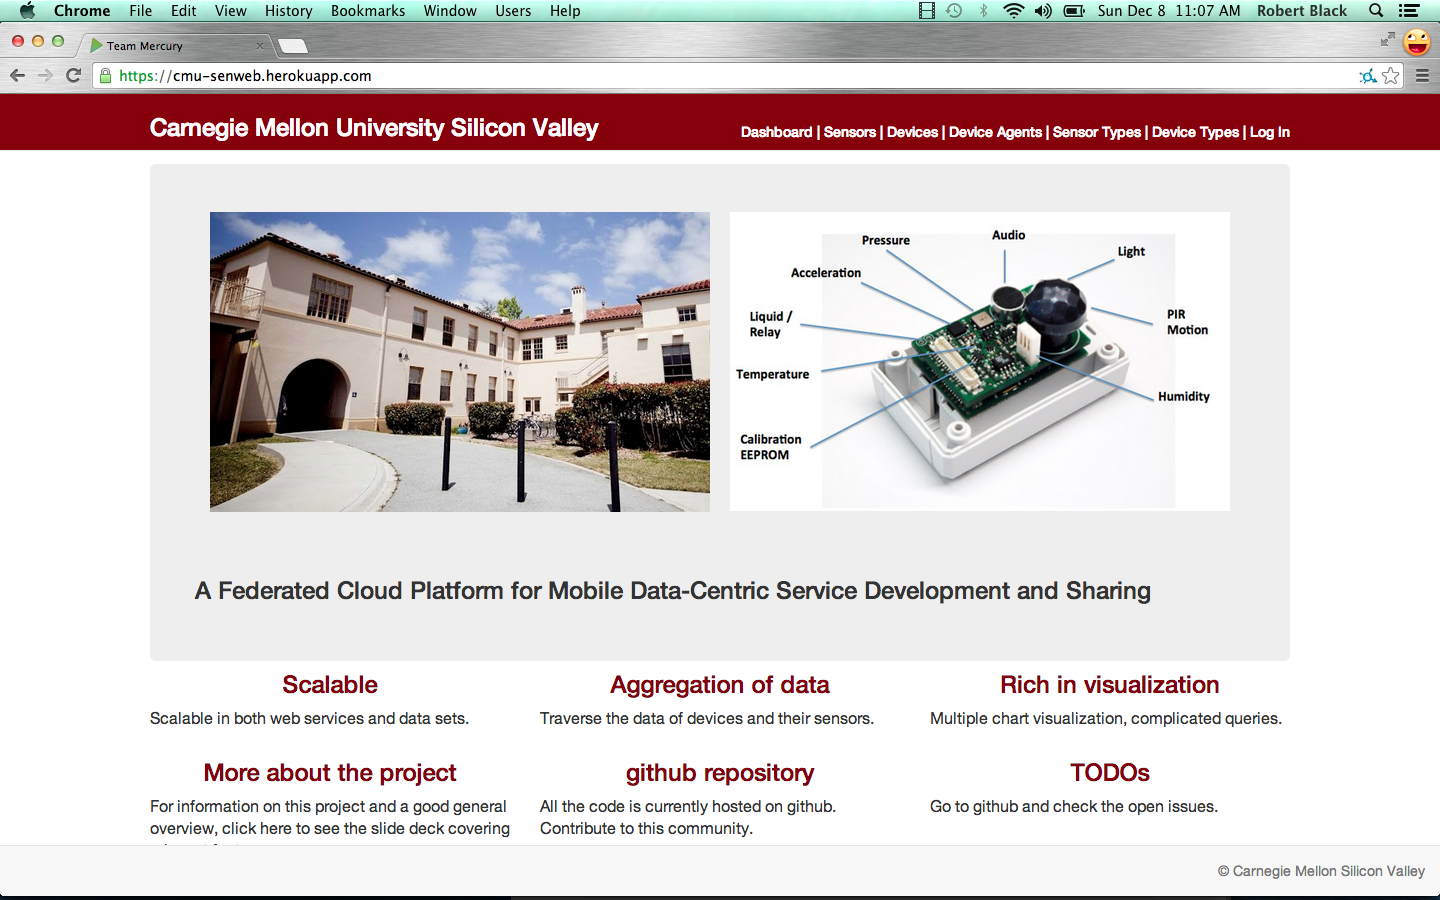 Chrome File Edit View History Bookmarks Window Users Help Sun Dec 8 11:07 AM Robert Black
Team Mercury
https://cmu-senweb.herokuapp.com
Carnegie Mellon University Silicon Valley
Dashboard | Sensors | Devices | Device Agents | Sensor Types | Device Types | Log In
Pressure
Audio
Light
Acceleration
Liquid /
Relay
PIR
Motion
Temperature
Humidity
Calibration
EEPROM
A Federated Cloud Platform for Mobile Data-Centric Service Development and Sharing
Scalable
Scalable in both web services and data sets.
Aggregation of data
Traverse the data of devices and their sensors.
Rich in visualization
Multiple chart visualization, complicated queries.
More about the project
For information on this project and a good general
overview, click here to see the slide deck covering
github repository
All the code is currently hosted on github.
Contribute to this community.
TODOs
Go to github and check the open issues.
© Carnegie Mellon Silicon Valley